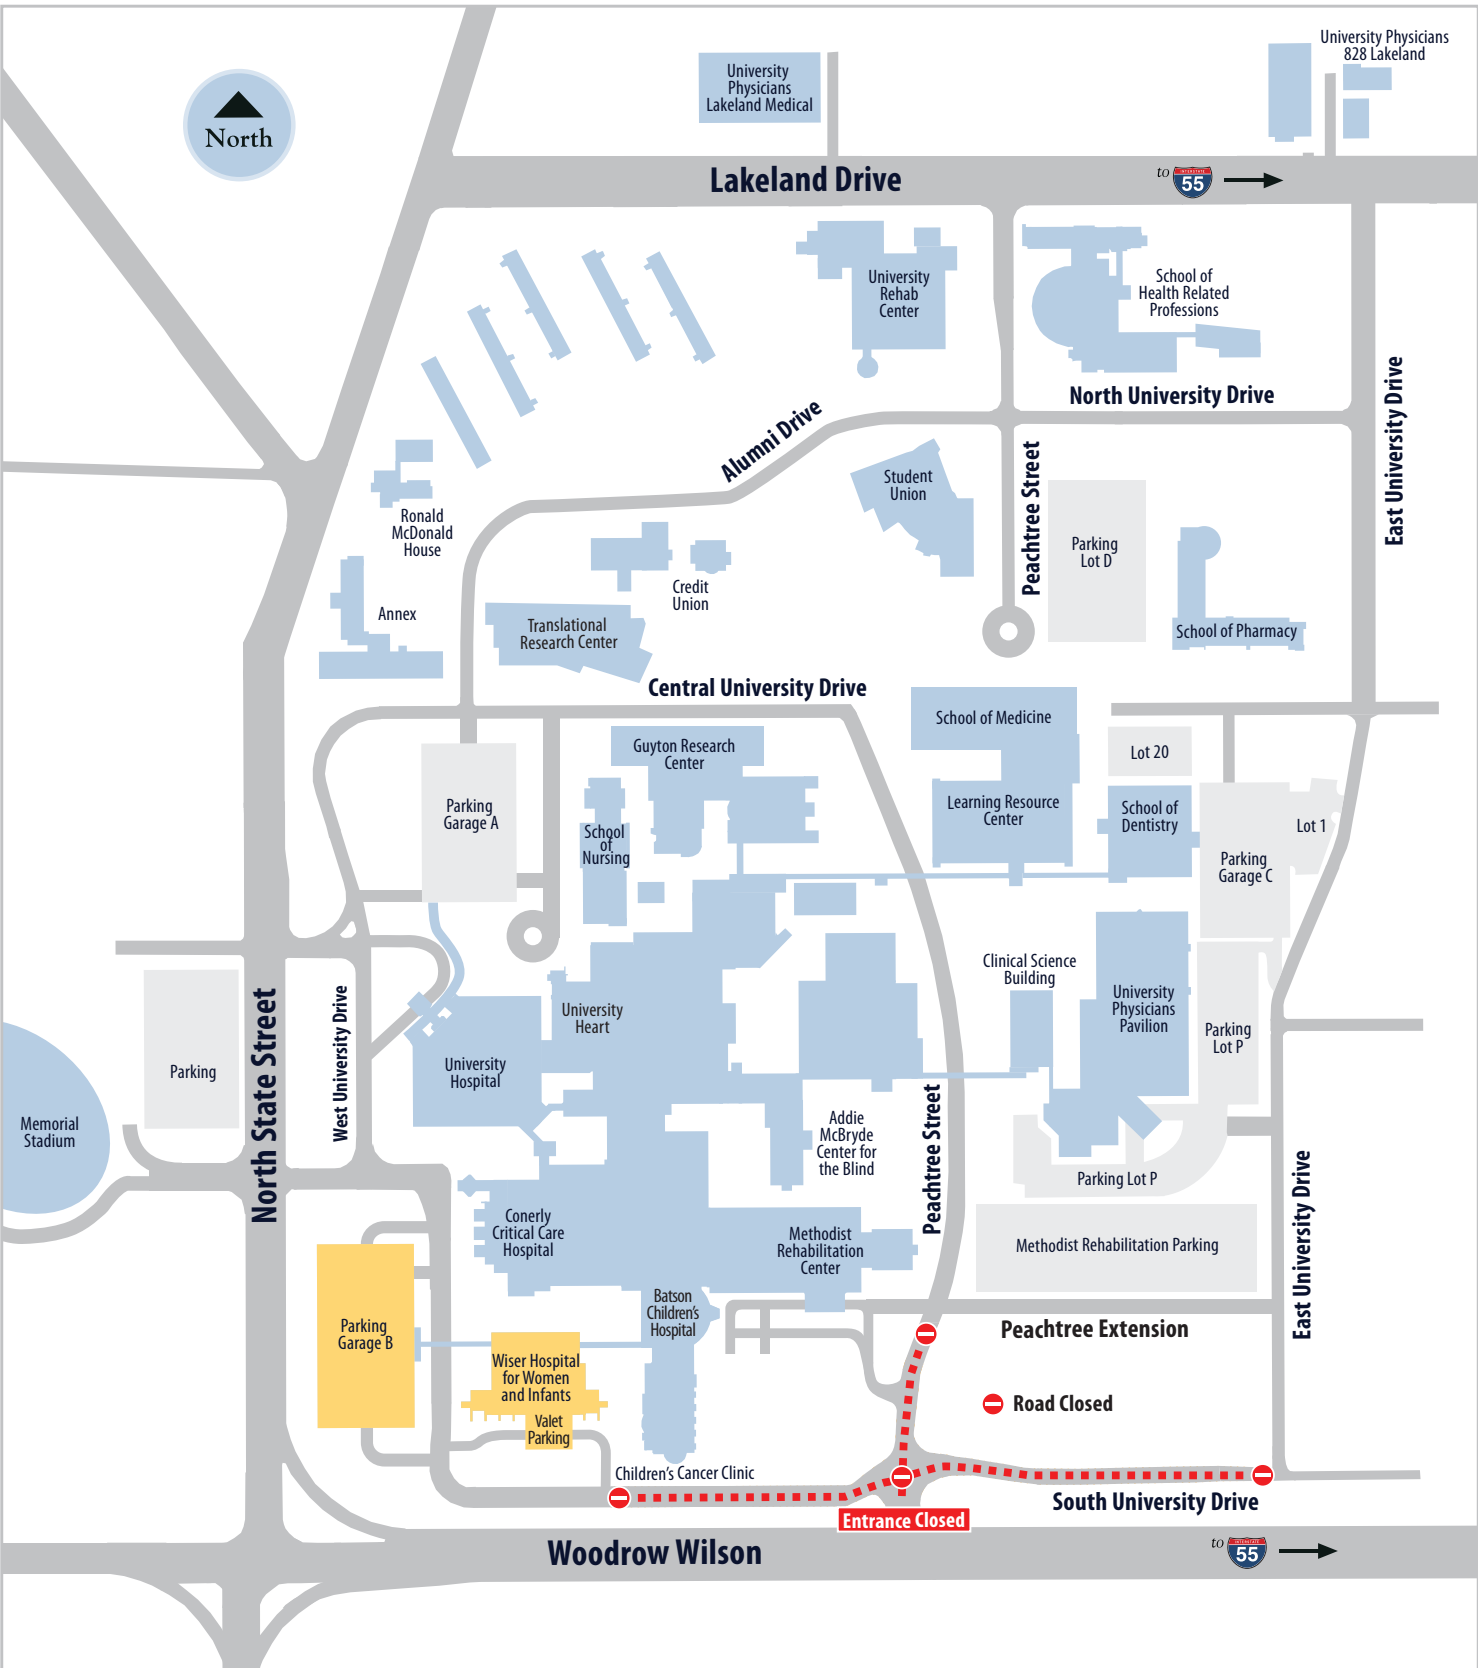 University Physicians
828 Lakeland
University
Physicians
Lakeland Medical
North
Lakeland Drive
to
INTERSTATE
55
University
Rehab
Center
School of
Health Related
Professions
North University Drive
East University Drive
Alumni Drive
Student
Union
Peachtree Street
Parking
Lot D
Ronald
McDonald
House
Credit
Union
Annex
Translational
Research Center
School of Pharmacy
Central University Drive
School of Medicine
Guyton Research
Center
Lot 20
Parking
Garage A
School
of
Nursing
Learning Resource
Center
School of
Dentistry
Lot 1
Parking
Garage C
Clinical Science
Building
University
Physicians
Pavilion
University
Heart
Parking
Lot P
University
Hospital
Parking
West University Drive
North State Street
Memorial
Stadium
Addie
McBryde
Center for
the Blind
Peachtree Street
Parking Lot P
Conerly
Critical Care
Hospital
Methodist
Rehabilitation
Center
Methodist Rehabilitation Parking
East University Drive
Batson
Children's
Hospital
Parking
Garage B
Peachtree Extension
Wiser Hospital
for Women
and Infants
Valet
Parking
Road Closed
Children's Cancer Clinic
South University Drive
Entrance Closed
Woodrow Wilson
to
INTERSTATE
55